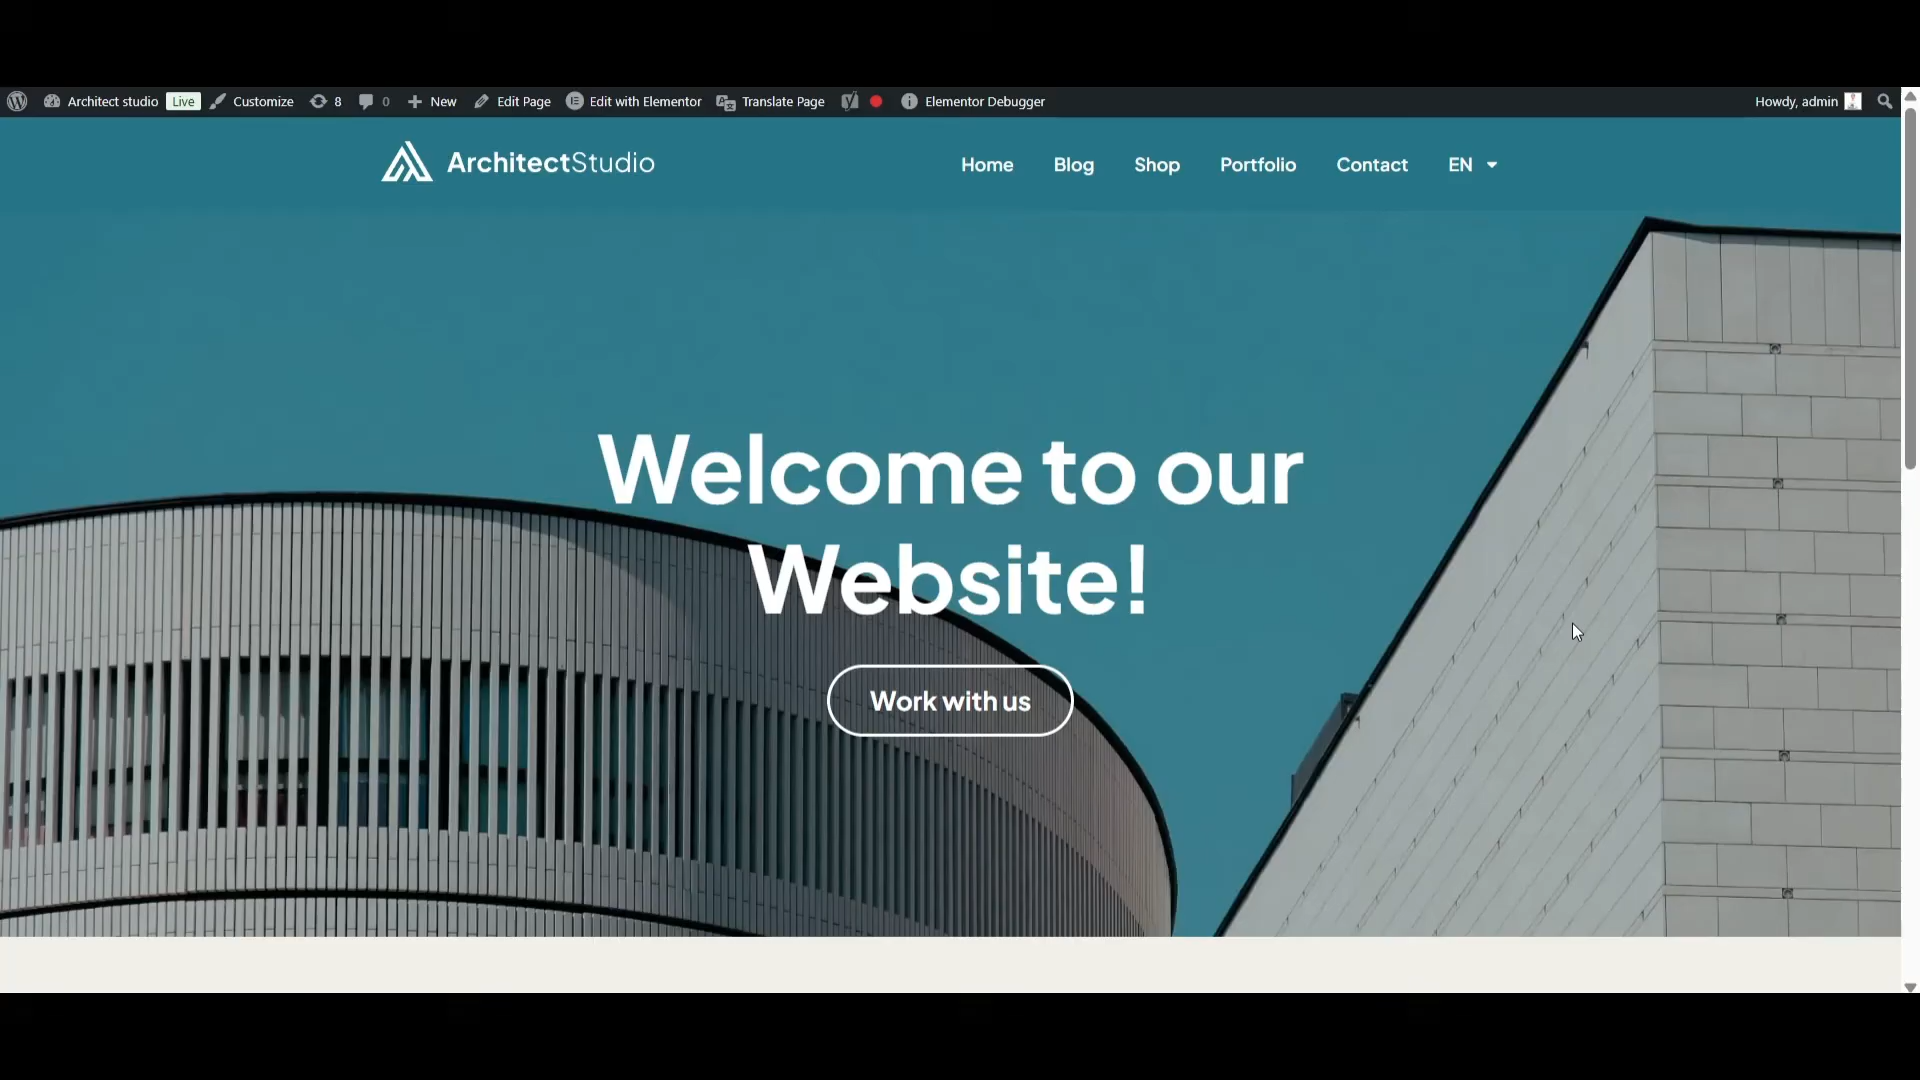 Architect studio Live Customize 8 0 New Edit Page Edit with Elementor Translate Page Elementor Debugger Howdy, admin
ArchitectStudio Home Blog Shop Portfolio Contact EN
Welcome to our
Website!
Work with us